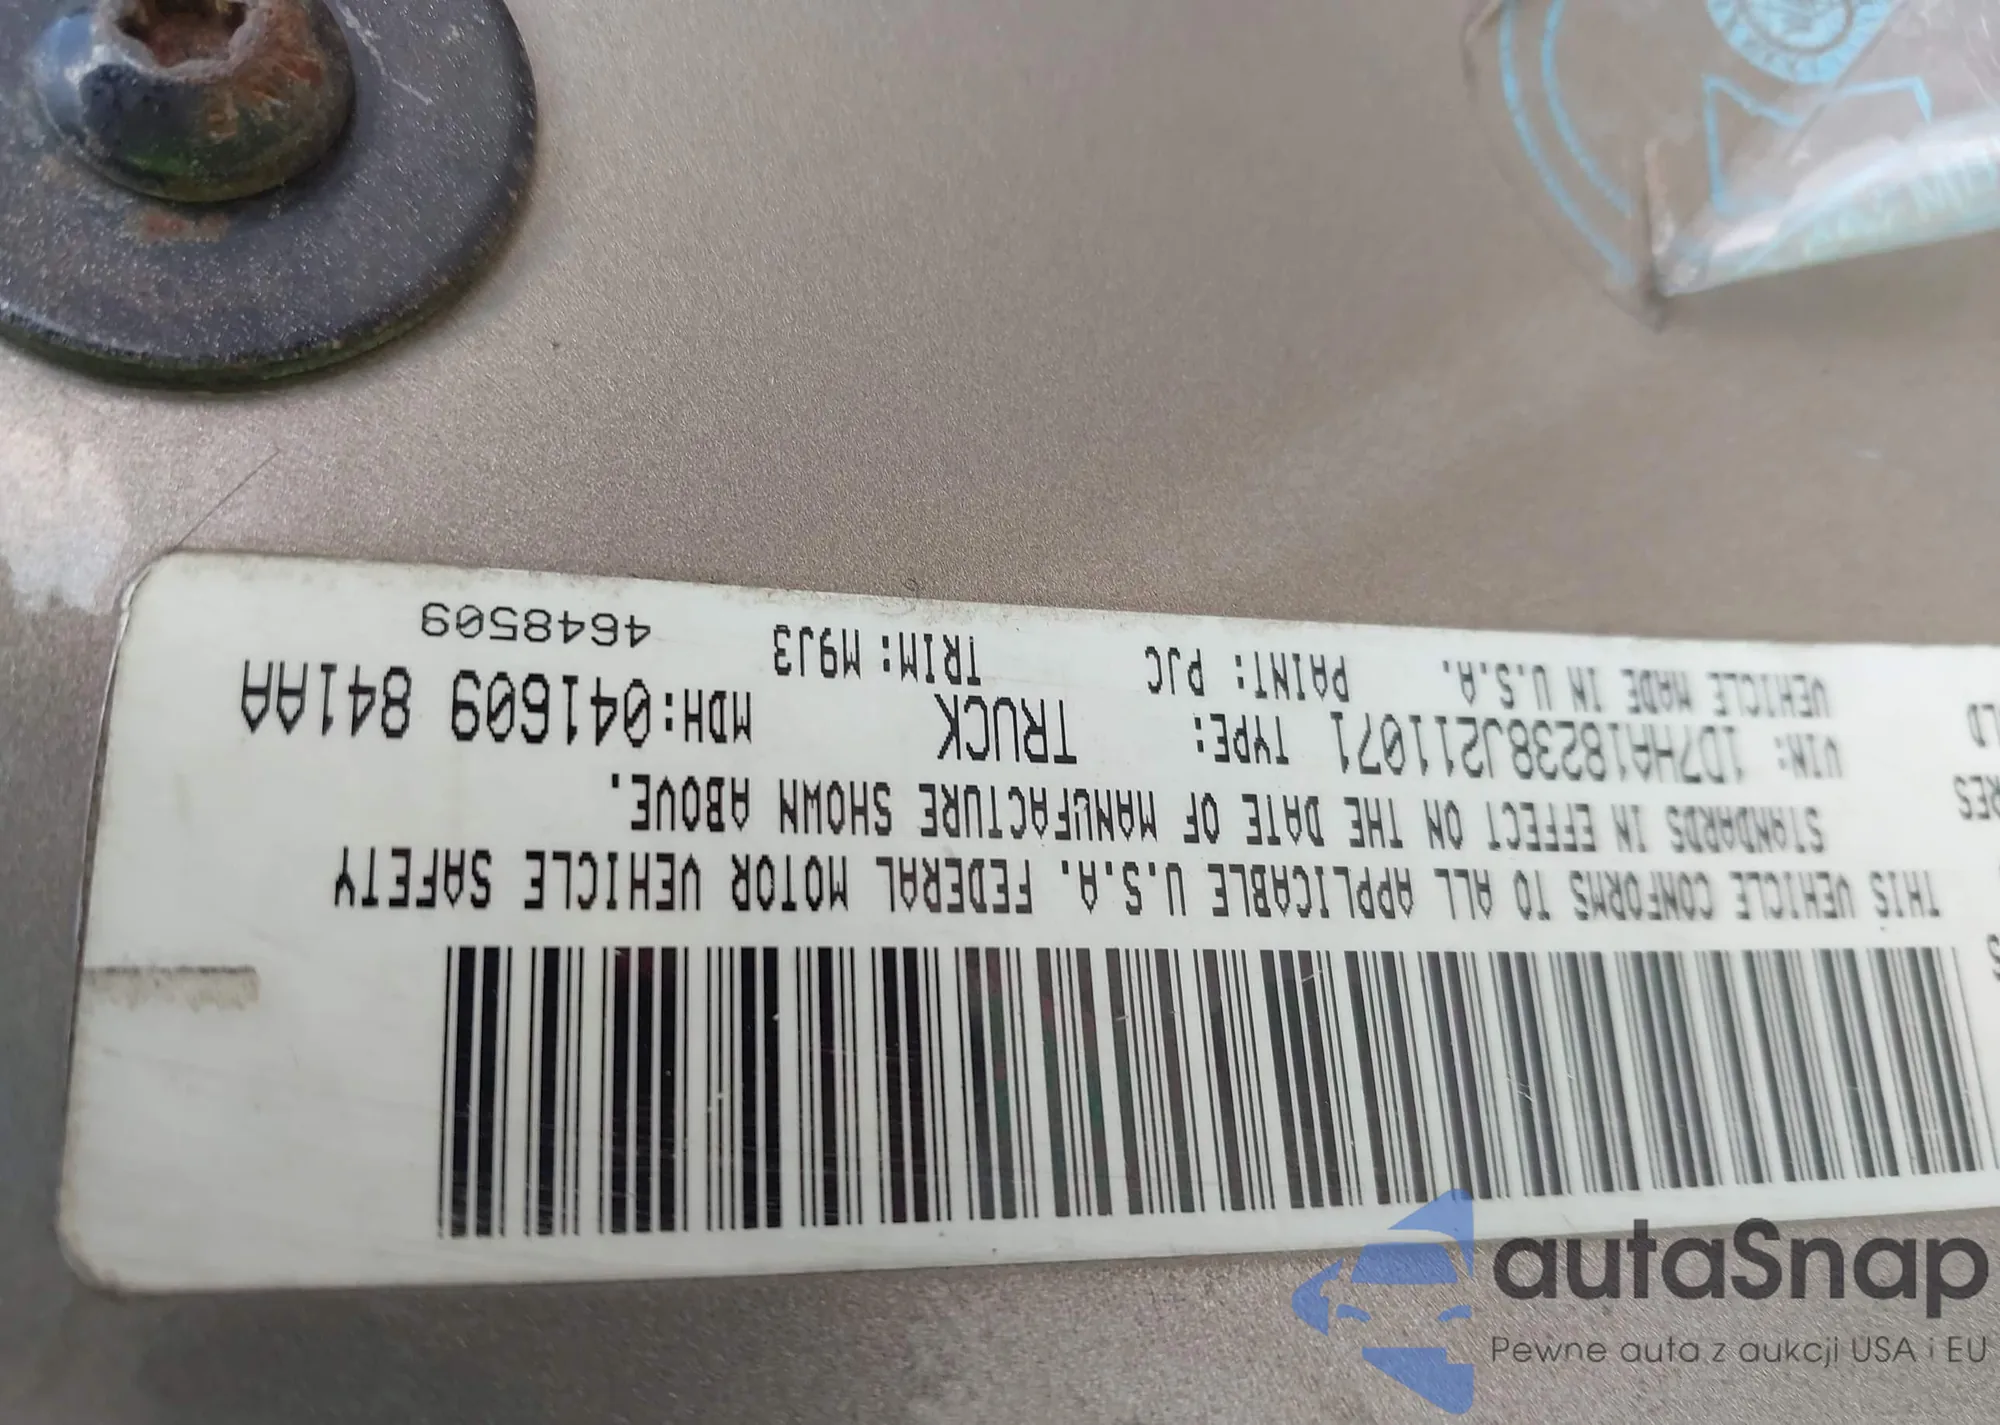 THIS VEHICLE CONFORMS TO ALL APPLICABLE U.S.A. FEDERAL MOTOR VEHICLE SAFETY
STANDARDS IN EFFECT ON THE DATE OF MANUFACTURE SHOWN ABOVE.
VIN: 1D7HA18238J211071 TYPE: TRUCK MDH:041609 841AA
VEHICLE MADE IN U.S.A. PAINT: PJC TRIM: M9J3 4648509
autaSnap
Pewne auta z aukcji USA i EU